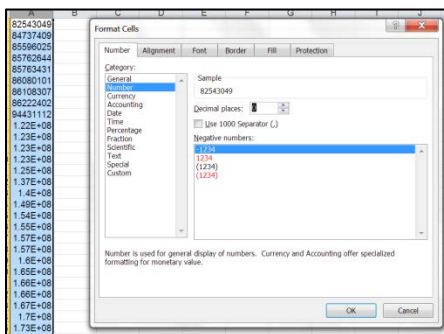 A B C D E F G H I J
82543049
84737409
85596025
85762644
85763431
86080101
86108307
86222402
94431112
1.22E+08
1.23E+08
1.23E+08
1.23E+08
1.25E+08
1.37E+08
1.4E+08
1.49E+08
1.54E+08
1.55E+08
1.57E+08
1.57E+08
1.6E+08
1.65E+08
1.66E+08
1.66E+08
1.67E+08
1.7E+08
1.73E+08
Format Cells
Number Alignment Font Border Fill Protection
Category:
General
Number
Currency
Accounting
Date
Time
Percentage
Fraction
Scientific
Text
Special
Custom
Sample
82543049
Decimal places: 0
Use 1000 Separator (,)
Negative numbers:
-1234
1234
(1234)
(1234)
Number is used for general display of numbers. Currency and Accounting offer specialized
formatting for monetary value.
OK Cancel